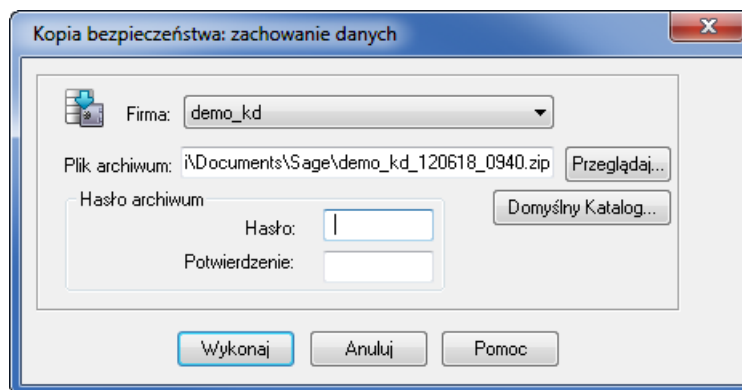 Kopia bezpieczeństwa: zachowanie danych
Firma: demo_kd
Plik archiwum: i\Documents\Sage\demo_kd_120618_0940.zip Przeglądaj...
Hasło archiwum
Domyślny Katalog...
Hasło:
Potwierdzenie:
Wykonaj Anuluj Pomoc